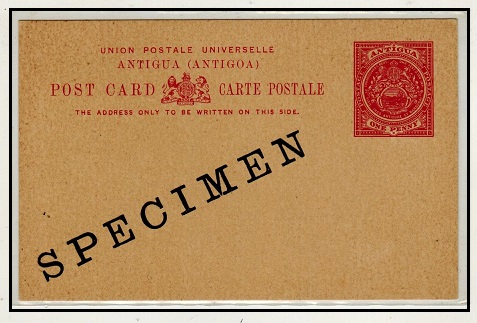 UNION POSTALE UNIVERSELLE
ANTIGUA (ANTIGOA)
POST CARD CARTE POSTALE
THE ADDRESS ONLY TO BE WRITTEN ON THIS SIDE.
ANTIGUA
ONE PENNY
SPECIMEN